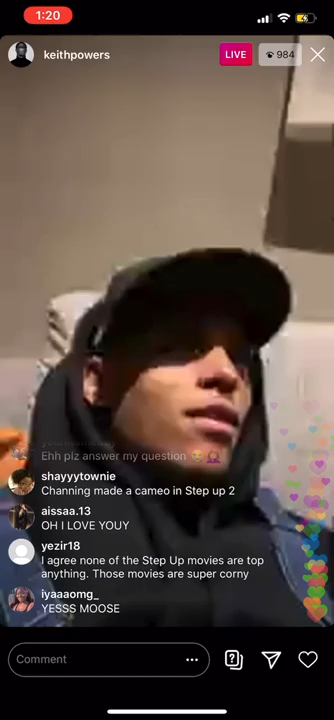 1:20
keithpowers
LIVE
984
Ehh plz answer my question
shayyytownie
Channing made a cameo in Step up 2
aissaa.13
OH I LOVE YOUY
yezir18
I agree none of the Step Up movies are top
anything. Those movies are super corny
iyaaaomg_
YESSS MOOSE
Comment